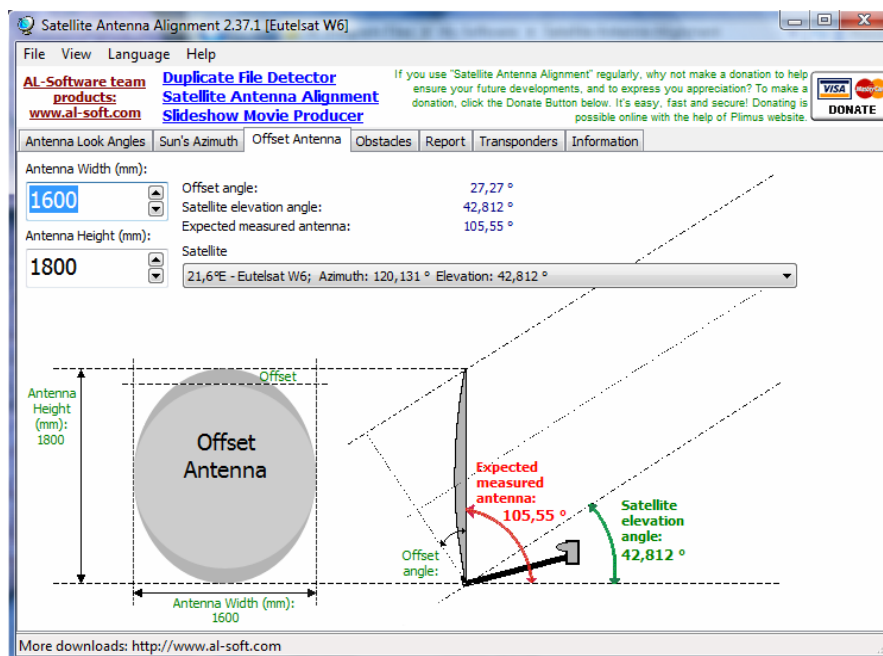 Satellite Antenna Alignment 2.37.1 [Eutelsat W6]
File View Language Help
AL-Software team
products:
www.al-soft.com
Duplicate File Detector
Satellite Antenna Alignment
Slideshow Movie Producer
If you use "Satellite Antenna Alignment" regularly, why not make a donation to help
ensure your future developments, and to express you appreciation? To make a
donation, click the Donate Button below. It's easy, fast and secure! Donating is
possible online with the help of Plimus website.
VISA MasterCard
DONATE
Antenna Look Angles Sun's Azimuth Offset Antenna Obstacles Report Transponders Information
Antenna Width (mm):
1600
Antenna Height (mm):
1800
Offset angle: 27,27 °
Satellite elevation angle: 42,812 °
Expected measured antenna: 105,55 °
Satellite
21,6°E - Eutelsat W6; Azimuth: 120,131 ° Elevation: 42,812 °
Offset
Antenna
Height
(mm):
1800
Offset
Antenna
Antenna Width (mm):
1600
Expected
measured
antenna:
105,55 °
Offset
angle:
Satellite
elevation
angle:
42,812 °
More downloads: http://www.al-soft.com